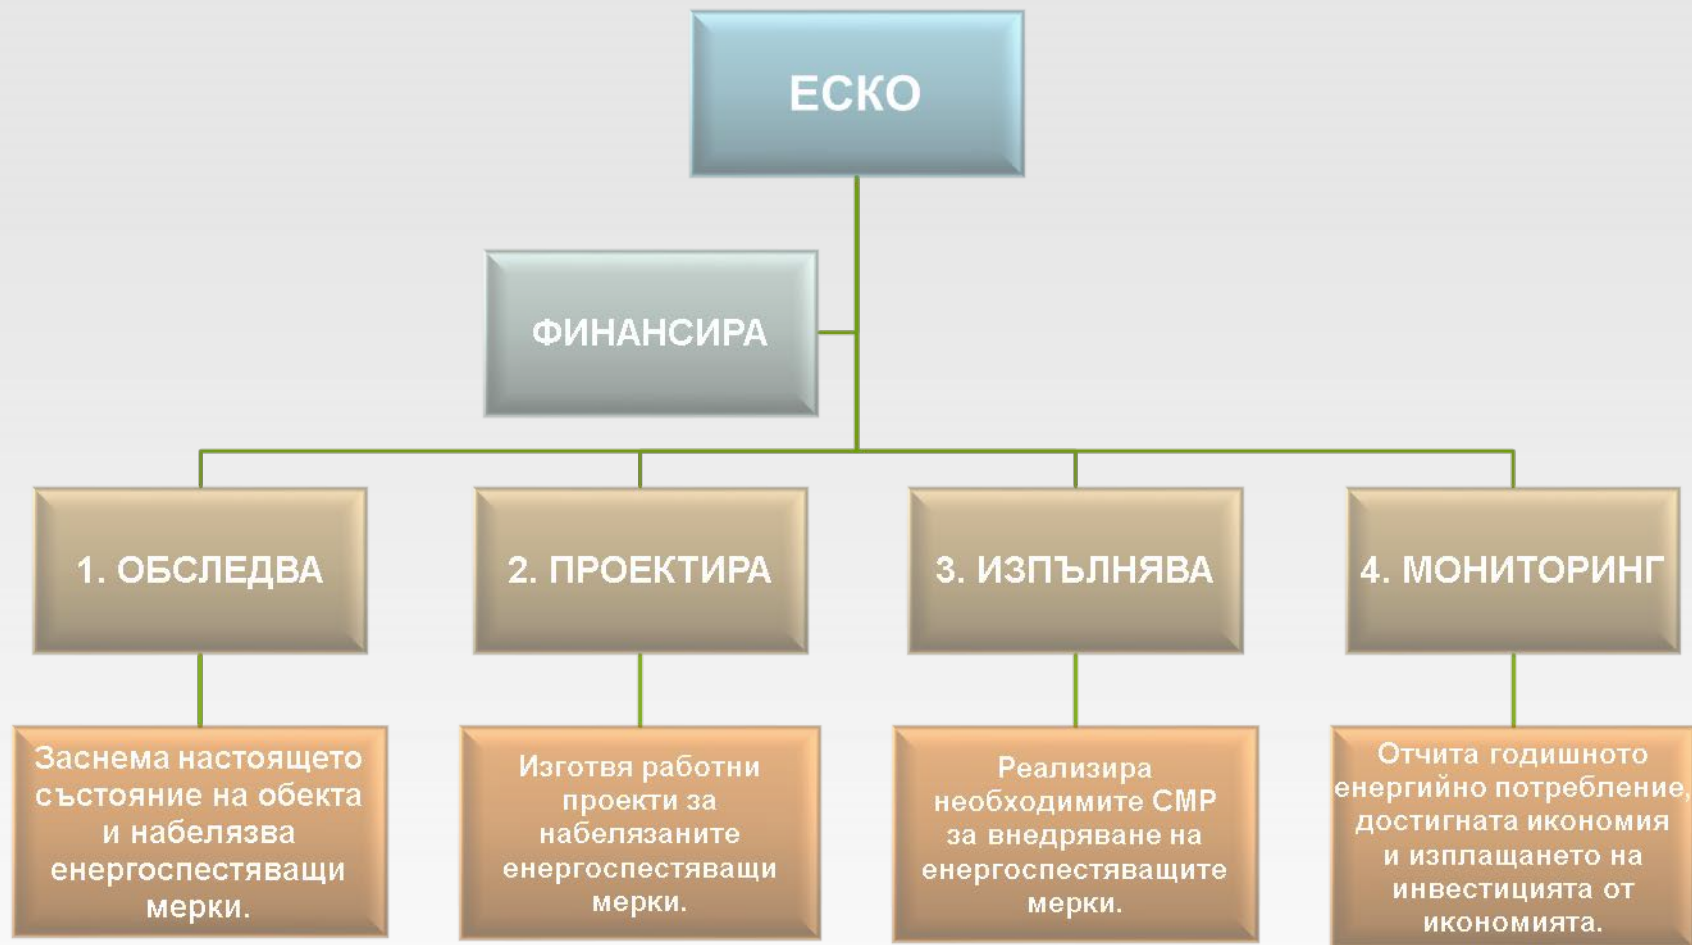 ЕСКО
ФИНАНСИРА
1. ОБСЛЕДВА
2. ПРОЕКТИРА
3. ИЗПЪЛНЯВА
4. МОНИТОРИНГ
Заснема настоящето
състояние на обекта
и набелязва
енергоспестяващи
мерки.
Изготвя работни
проекти за
набелязаните
енергоспестяващи
мерки.
Реализира
необходимите СМР
за внедряване на
енергоспестяващите
мерки.
Отчита годишното
енергийно потребление,
достигната икономия
и изплащането на
инвестицията от
икономията.